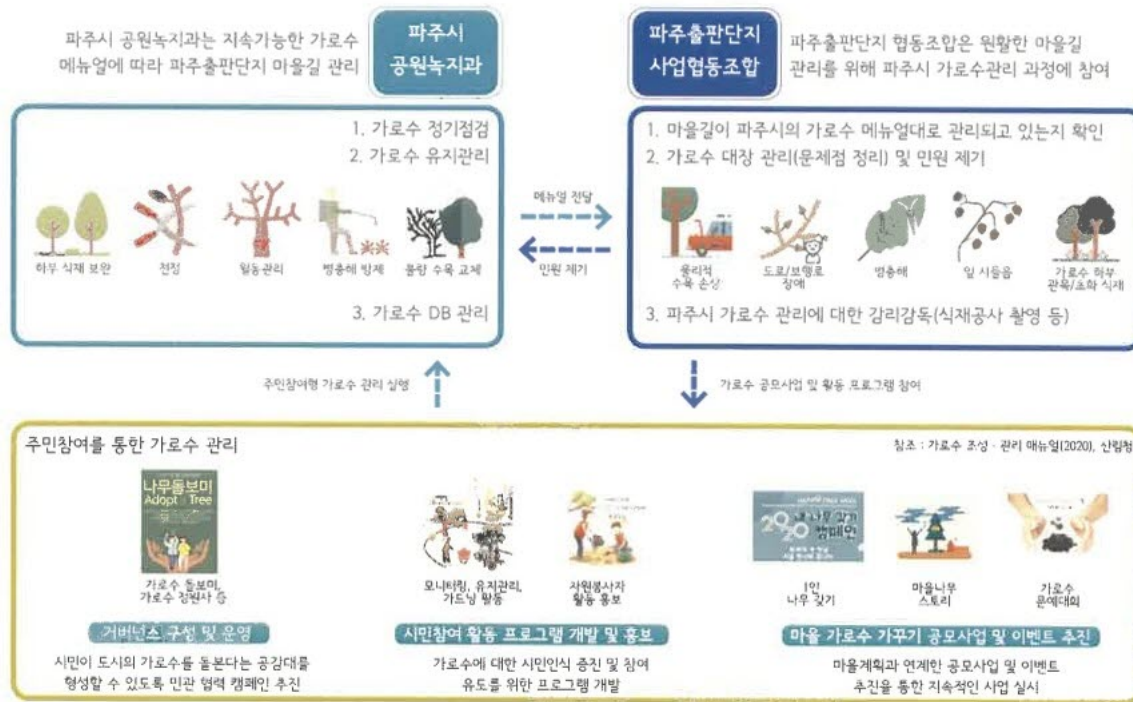 파주시 공원녹지과는 지속가능한 가로수
메뉴얼에 따라 파주출판단지 마을길 관리
파주시
공원녹지과
파주출판단지
사업협동조합
파주출판단지 협동조합은 원활한 마을길
관리를 위해 파주시 가로수관리 과정에 참여
1. 가로수 정기점검
2. 가로수 유지관리
하부 식재 보완
전정
월동관리
병충해 방제
불량 수목 교체
3. 가로수 DB 관리
메뉴얼 전달
민원 제기
1. 마을길이 파주시의 가로수 메뉴얼대로 관리되고 있는지 확인
2. 가로수 대장 관리(문제점 정리) 및 민원 제기
물리적
수목 손상
도로/보행로
장애
병충해
잎 시들음
가로수 하부
관목/초화 식재
3. 파주시 가로수 관리에 대한 감리감독(식재공사 촬영 등)
주민참여형 가로수 관리 실행
가로수 공모사업 및 활동 프로그램 참여
주민참여를 통한 가로수 관리
참조 : 가로수 조성·관리 매뉴얼(2020), 산림청
나무돌보미
Adopt a Tree
가로수 돌보미,
가로수 정원사 등
모니터링, 유지관리,
가드닝 활동
자원봉사자
활동 홍보
2020 내 나무 갖기
캠페인
1인
나무 갖기
마을나무
스토리
가로수
문예대회
거버넌스 구성 및 운영
시민참여 활동 프로그램 개발 및 홍보
마을 가로수 가꾸기 공모사업 및 이벤트 추진
시민이 도시의 가로수를 돌본다는 공감대를
형성할 수 있도록 민관 협력 캠페인 추진
가로수에 대한 시민인식 증진 및 참여
유도를 위한 프로그램 개발
마을계획과 연계한 공모사업 및 이벤트
추진을 통한 지속적인 사업 실시